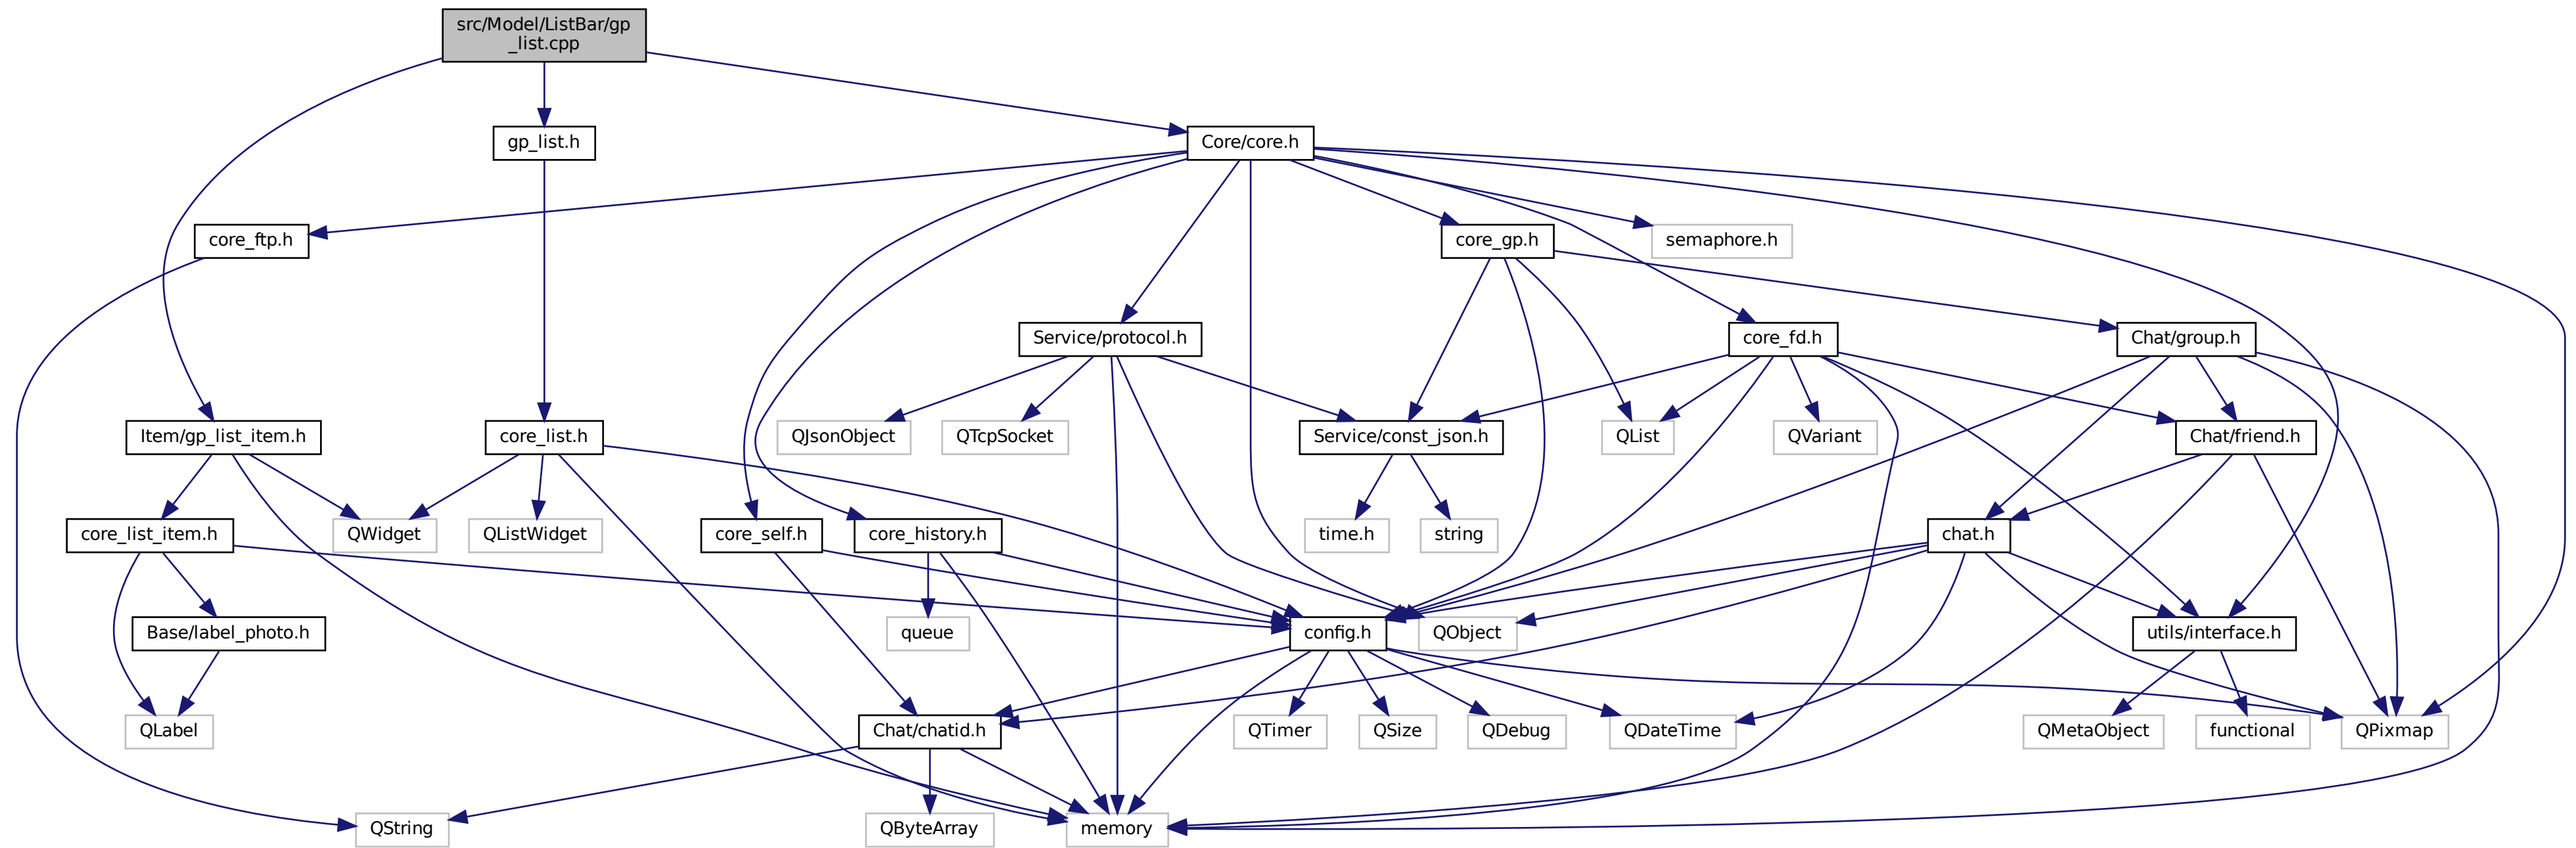 src/Model/ListBar/gp
_list.cpp
gp_list.h
Core/core.h
core_ftp.h
core_gp.h
semaphore.h
Service/protocol.h
core_fd.h
Chat/group.h
Item/gp_list_item.h
core_list.h
QJsonObject
QTcpSocket
Service/const_json.h
QList
QVariant
Chat/friend.h
core_list_item.h
QWidget
QListWidget
core_self.h
core_history.h
time.h
string
chat.h
Base/label_photo.h
queue
config.h
QObject
utils/interface.h
QLabel
Chat/chatid.h
QTimer
QSize
QDebug
QDateTime
QMetaObject
functional
QPixmap
QString
QByteArray
memory